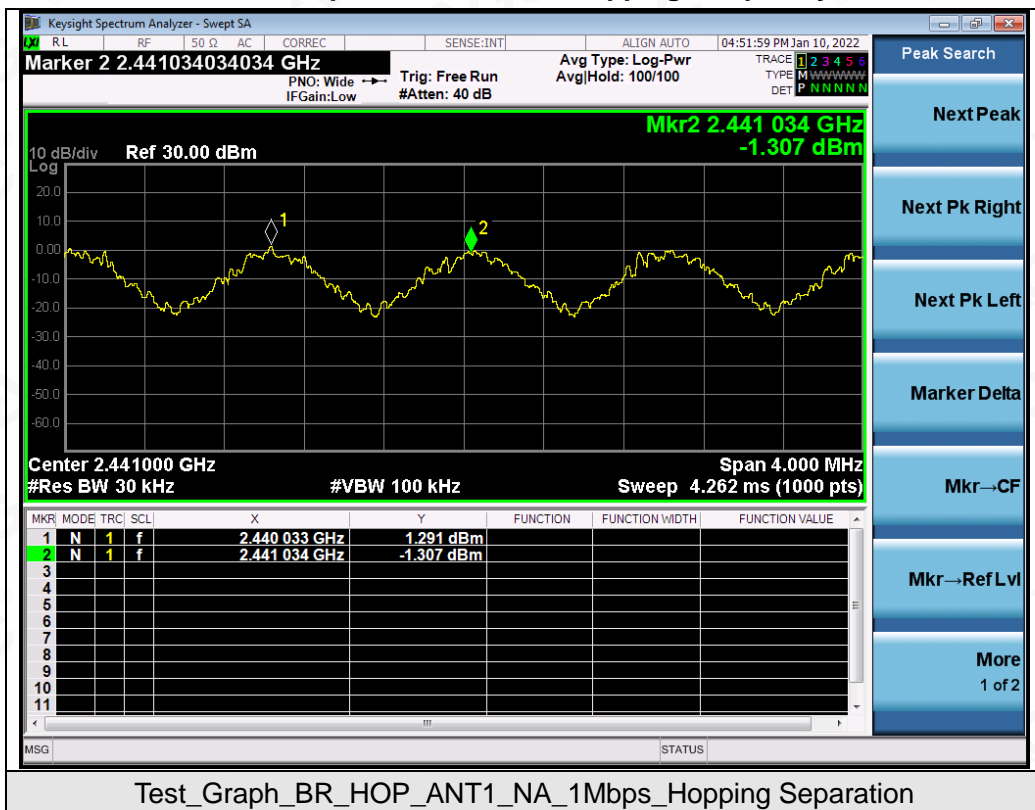 Keysight Spectrum Analyzer - Swept SA
LXI RL RF 50 Ω AC CORREC SENSE:INT ALIGN AUTO 04:51:59 PM Jan 10, 2022
Marker 2 2.441034034034 GHz
PNO: Wide
IFGain:Low
Trig: Free Run
#Atten: 40 dB
Avg Type: Log-Pwr
Avg|Hold: 100/100
TRACE 1 2 3 4 5 6
TYPE M WWWWW
DET P N N N N N
Mkr2 2.441 034 GHz
-1.307 dBm
10 dB/div Ref 30.00 dBm
Log
20.0
10.0
0.00
-10.0
-20.0
-30.0
-40.0
-50.0
-60.0
1
2
Center 2.441000 GHz Span 4.000 MHz
#Res BW 30 kHz #VBW 100 kHz Sweep 4.262 ms (1000 pts)
MKR MODE TRC SCL X Y FUNCTION FUNCTION WIDTH FUNCTION VALUE
1 N 1 f 2.440 033 GHz 1.291 dBm
2 N 1 f 2.441 034 GHz -1.307 dBm
3
4
5
6
7
8
9
10
11
MSG STATUS
Peak Search
Next Peak
Next Pk Right
Next Pk Left
Marker Delta
Mkr→CF
Mkr→Ref Lvl
More
1 of 2
Test_Graph_BR_HOP_ANT1_NA_1Mbps_Hopping Separation